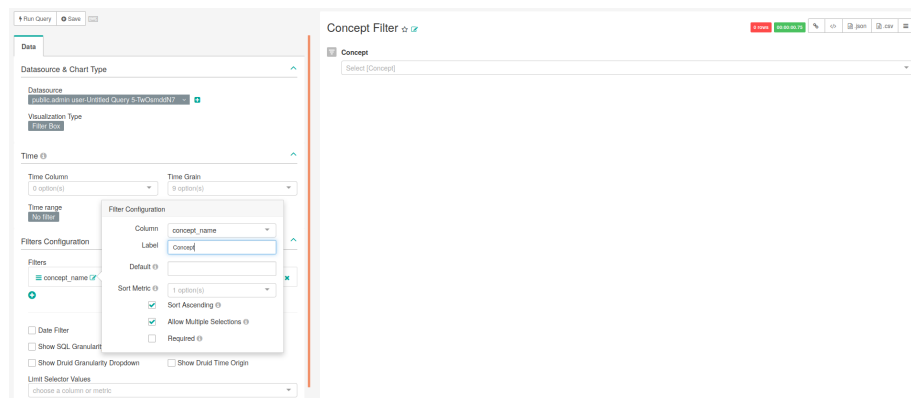 Run Query Save
Data
Datasource & Chart Type
Datasource
public.admin user-Untitled Query 5-TwOsmddN7
Visualization Type
Filter Box
Time
Time Column Time Grain
0 option(s) 9 option(s)
Time range
No filter
Filters Configuration
Filters
concept_name
Date Filter
Show SQL Granularit
Show Druid Granularity Dropdown Show Druid Time Origin
Limit Selector Values
choose a column or metric
Filter Configuration
Column concept_name
Label Concept
Default
Sort Metric 1 option(s)
Sort Ascending
Allow Multiple Selections
Required
Concept Filter
0 rows 00:00:00.72 </> .json .csv
Concept
Select [Concept]